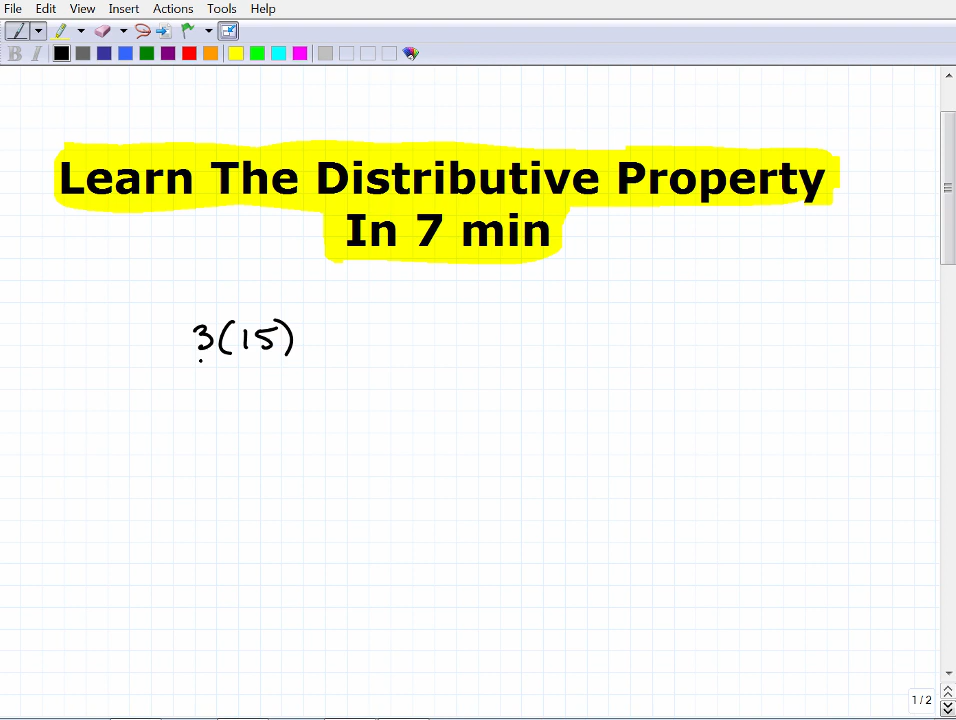 File Edit View Insert Actions Tools Help
B I
Learn The Distributive Property
In 7 min
3(15)
1 / 2